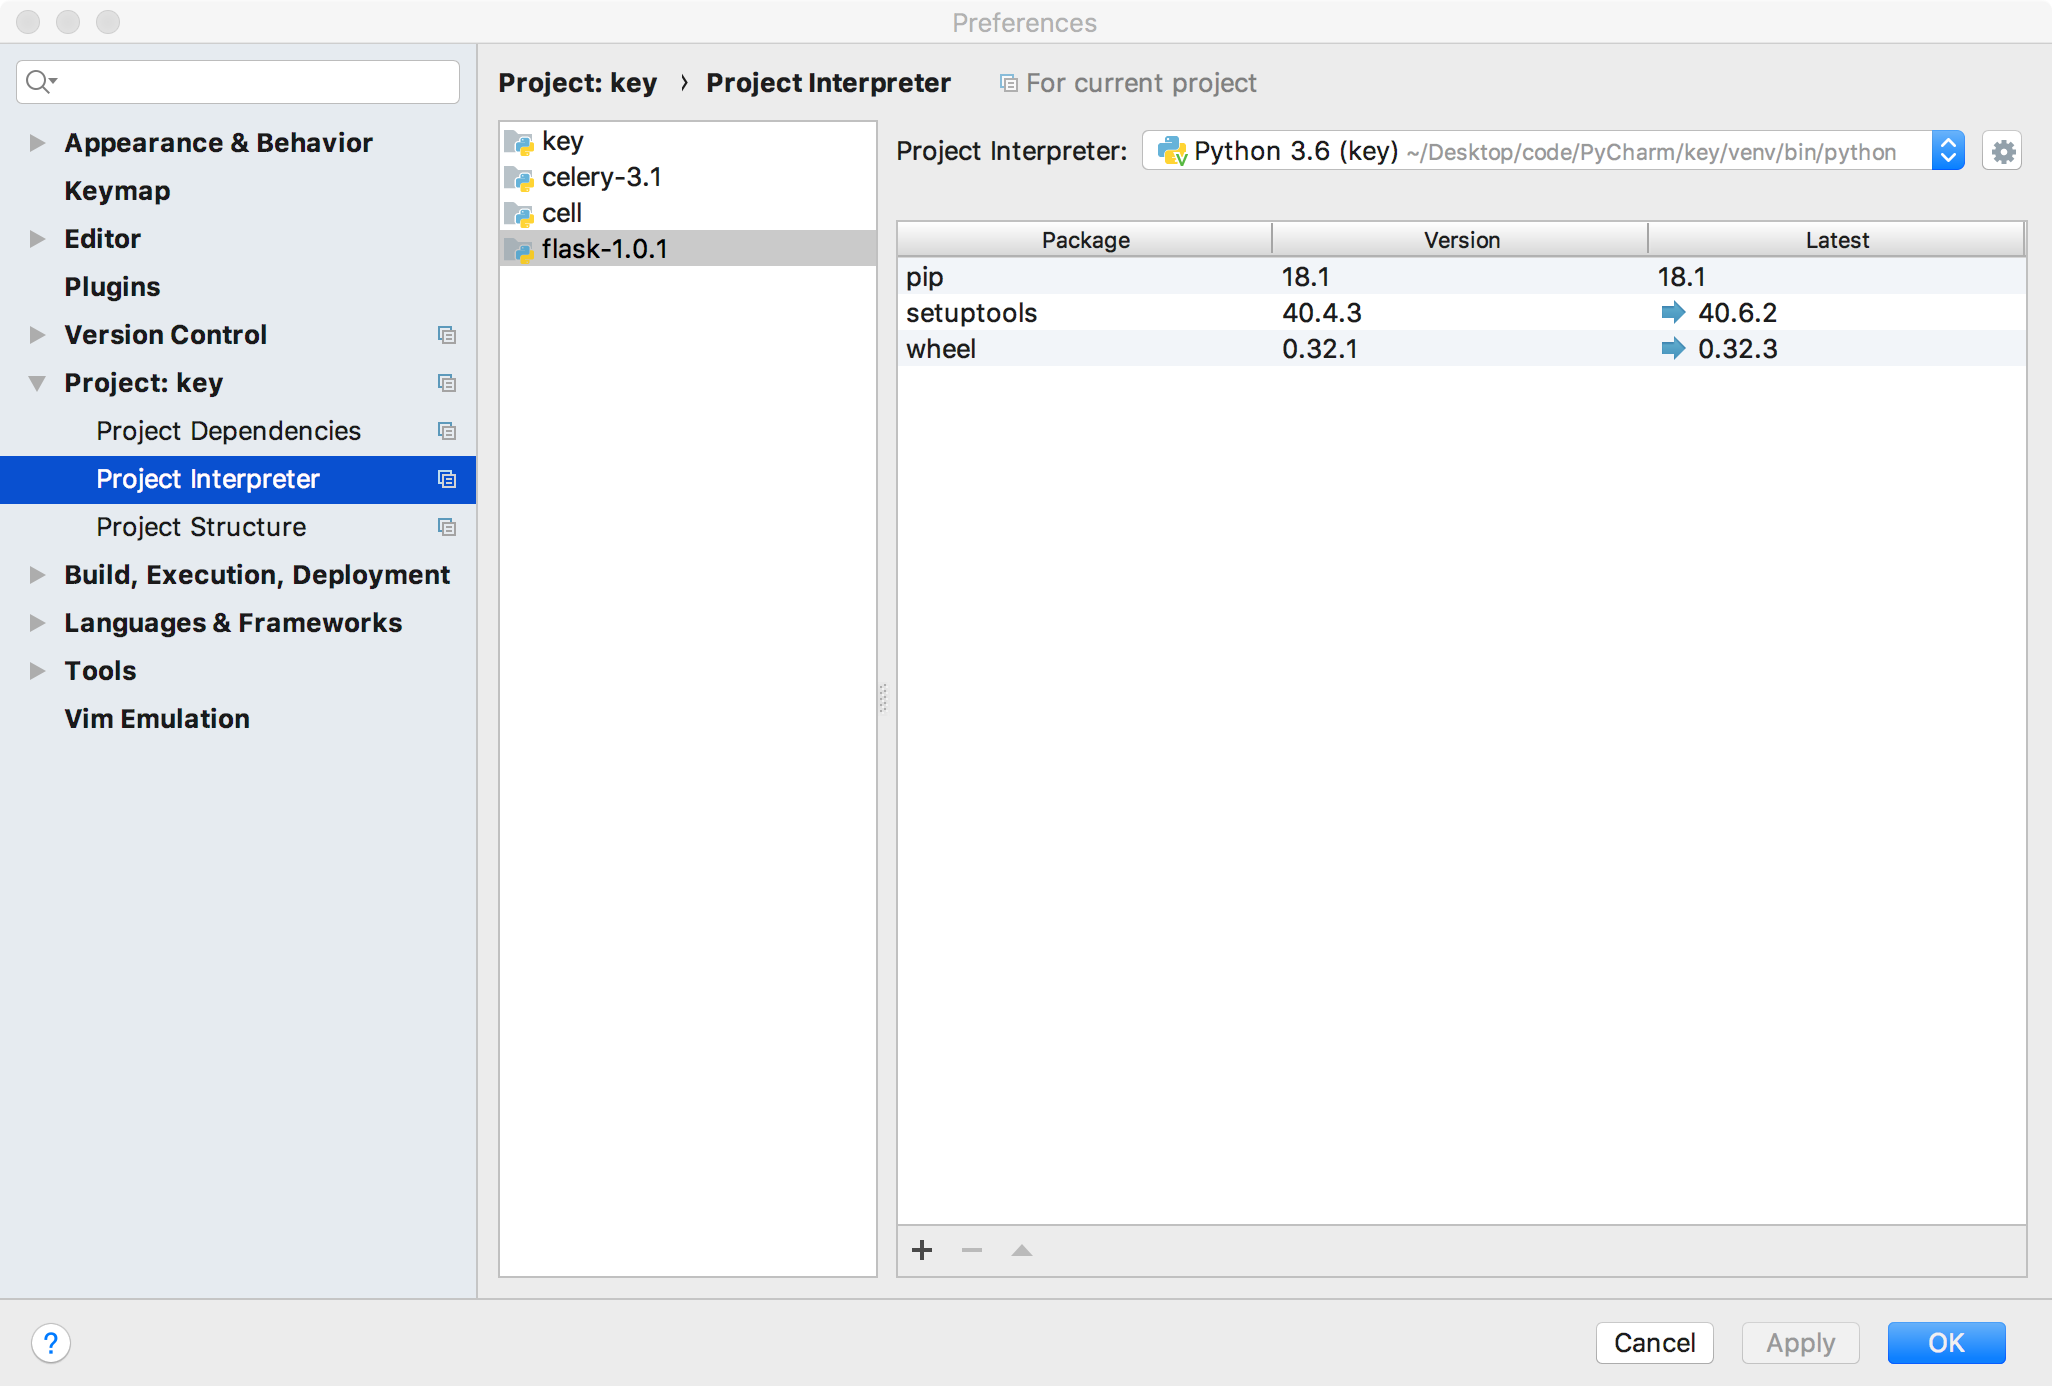 Preferences
Appearance & Behavior
Keymap
Editor
Plugins
Version Control
Project: key
Project Dependencies
Project Interpreter
Project Structure
Build, Execution, Deployment
Languages & Frameworks
Tools
Vim Emulation
Project: key › Project Interpreter For current project
key
celery-3.1
cell
flask-1.0.1
Project Interpreter: Python 3.6 (key) ~/Desktop/code/PyCharm/key/venv/bin/python
Package Version Latest
pip 18.1 18.1
setuptools 40.4.3 40.6.2
wheel 0.32.1 0.32.3
? Cancel Apply OK